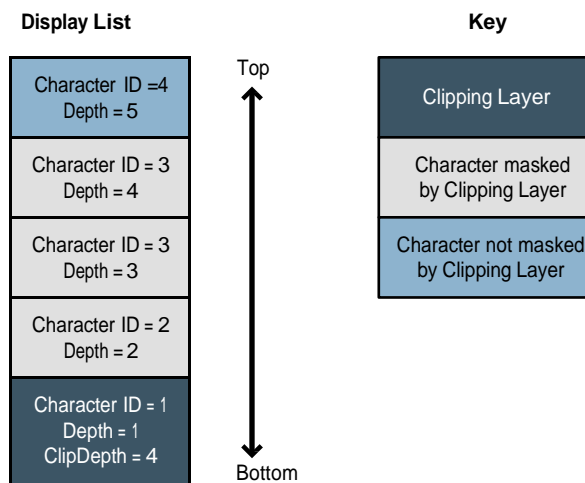 Display List
Key
Top
Character ID =4
Depth = 5
Character ID = 3
Depth = 4
Character ID = 3
Depth = 3
Character ID = 2
Depth = 2
Character ID = 1
Depth = 1
ClipDepth = 4
Bottom
Clipping Layer
Character masked
by Clipping Layer
Character not masked
by Clipping Layer